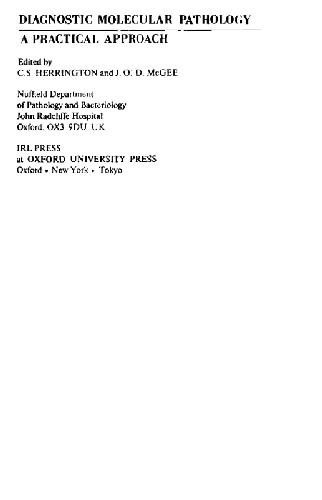 DIAGNOSTIC MOLECULAR PATHOLOGY
A PRACTICAL APPROACH
Edited by
C.S. HERRINGTON and J. O'D. McGEE
Nuffield Department
of Pathology and Bacteriology
John Radcliffe Hospital
Oxford, OX3 9DU UK
IRL PRESS
at OXFORD UNIVERSITY PRESS
Oxford • New York • Tokyo